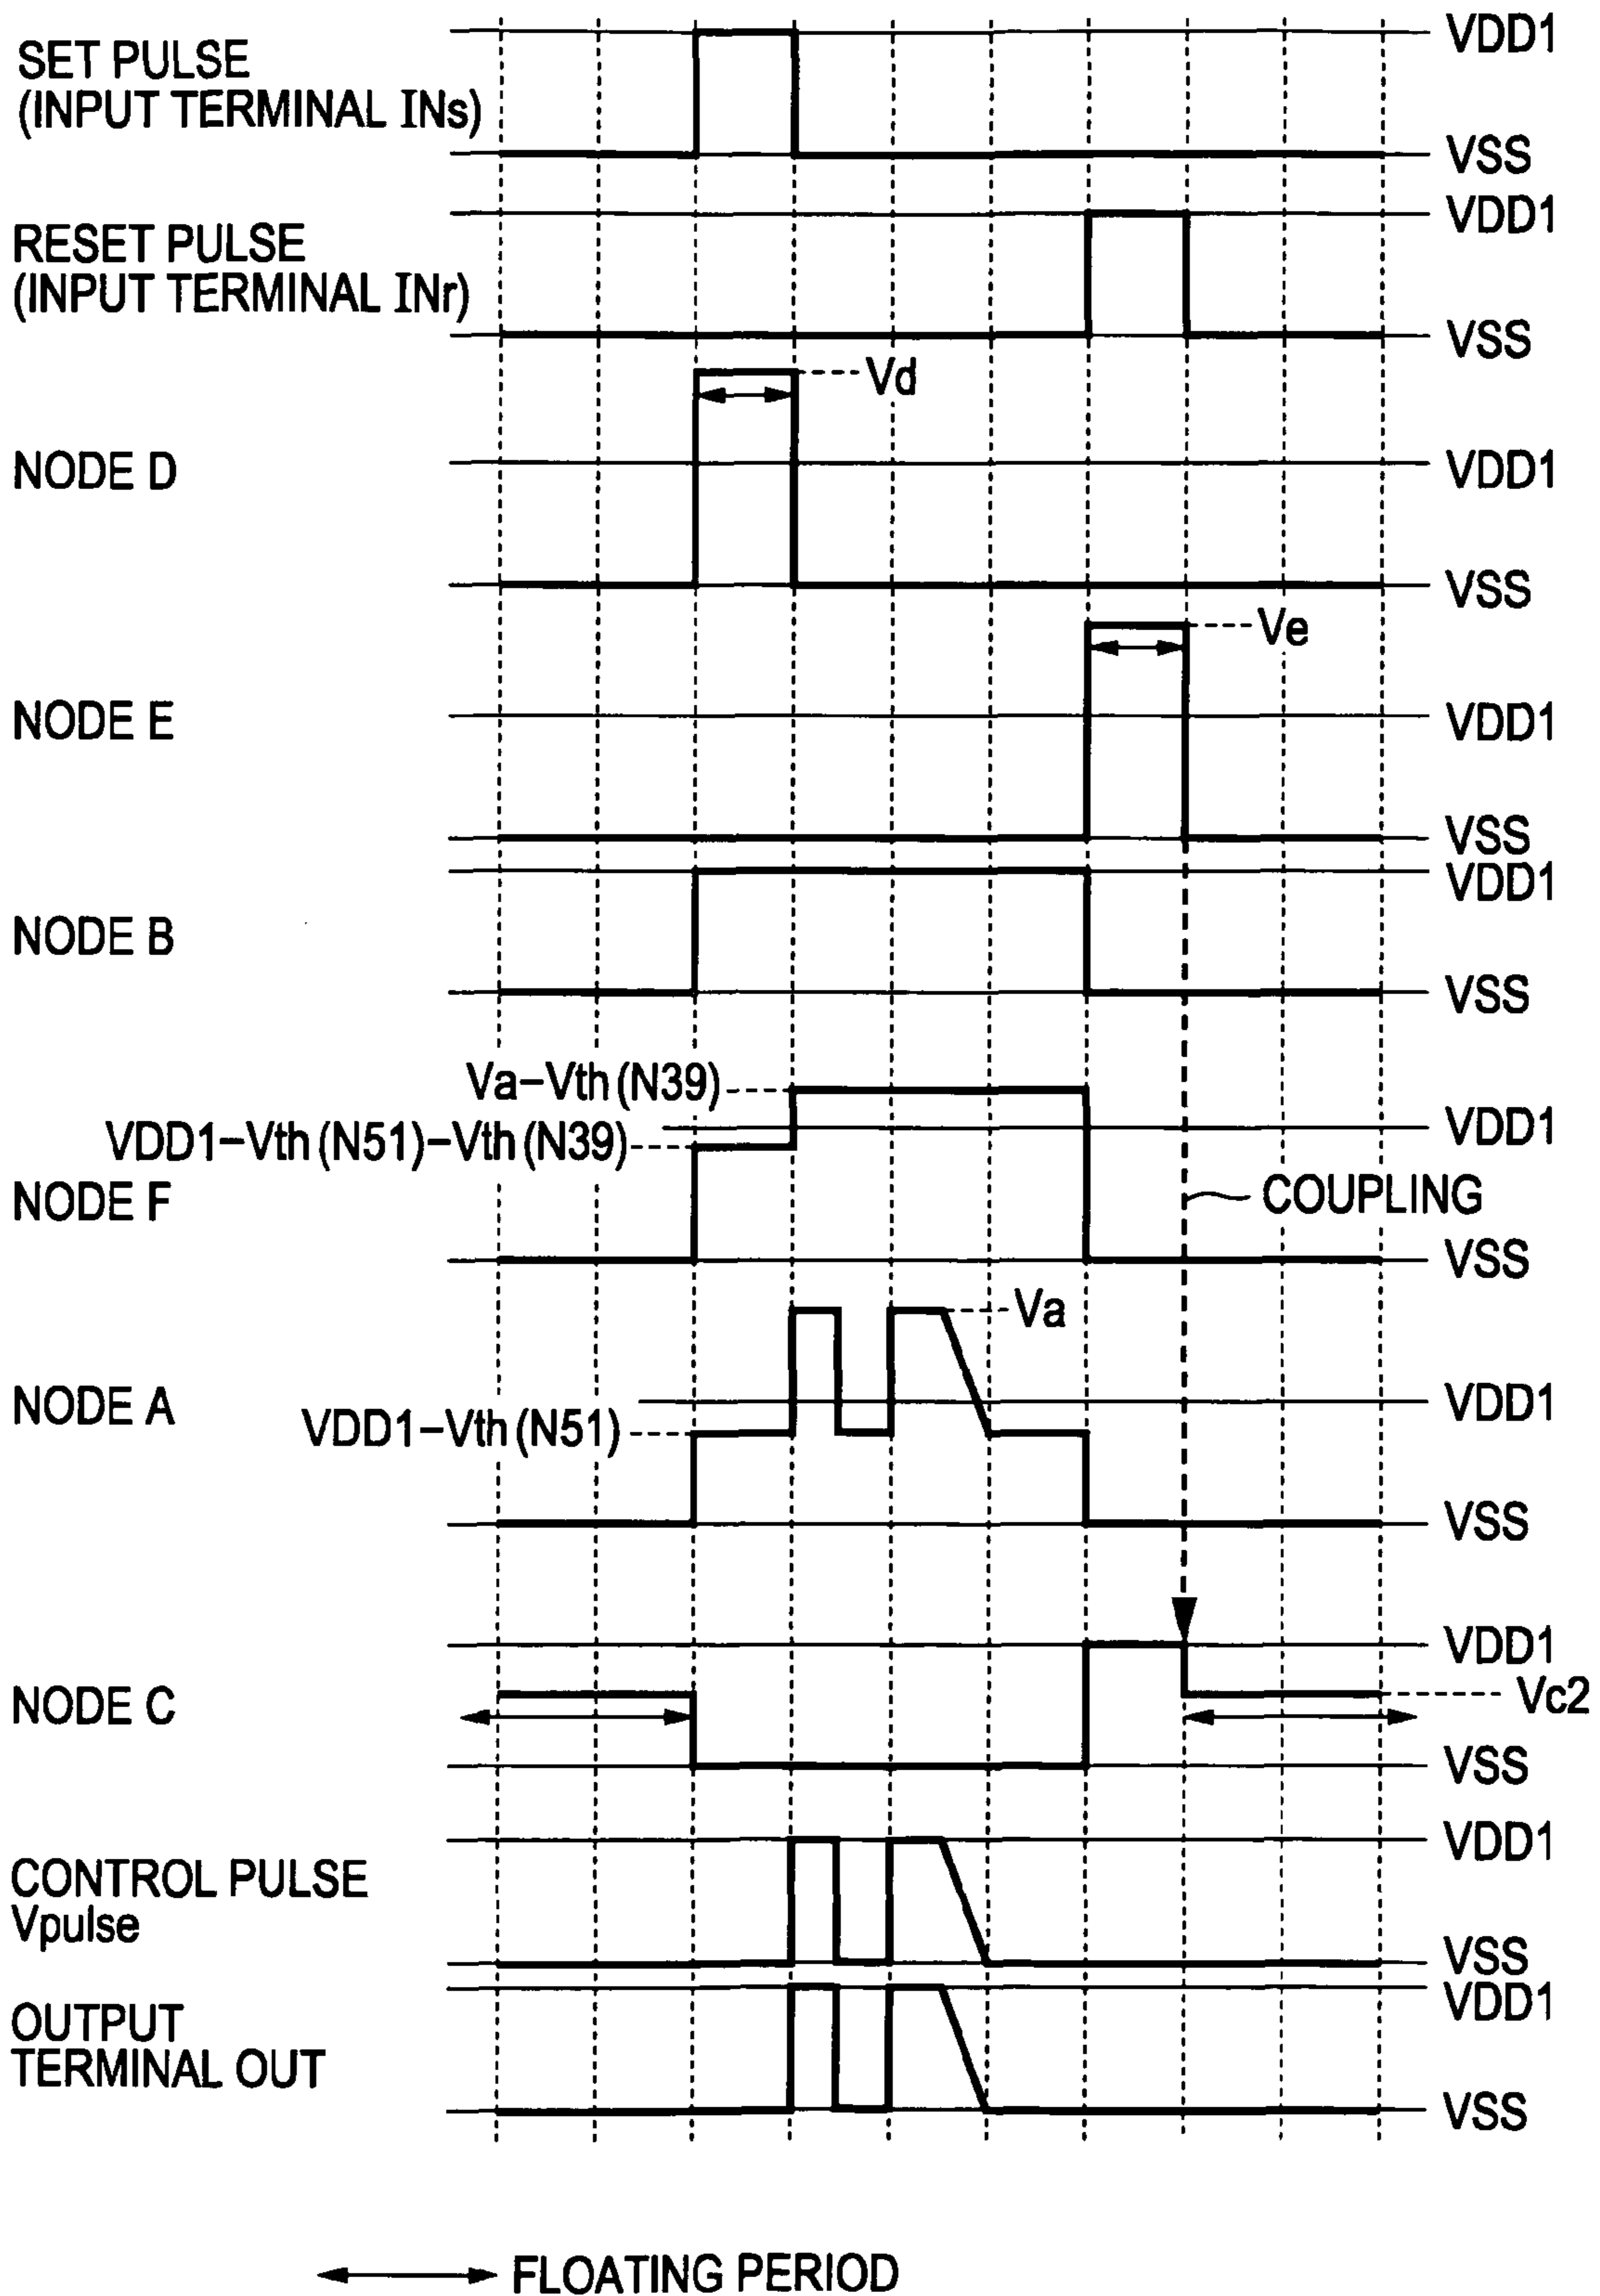 VDD1
SET PULSE
(INPUT TERMINAL INs)
VSS
VDD1
RESET PULSE
(INPUT TERMINAL INr)
VSS
Vd
NODE D
VDD1
VSS
Ve
NODE E
VDD1
VSS
VDD1
NODE B
VSS
Va−Vth(N39)
VDD1
VDD1−Vth(N51)−Vth(N39)
NODE F
COUPLING
VSS
Va
NODE A
VDD1
VDD1−Vth(N51)
VSS
VDD1
NODE C
Vc2
VSS
VDD1
CONTROL PULSE
Vpulse
VSS
VDD1
OUTPUT
TERMINAL OUT
VSS
FLOATING PERIOD